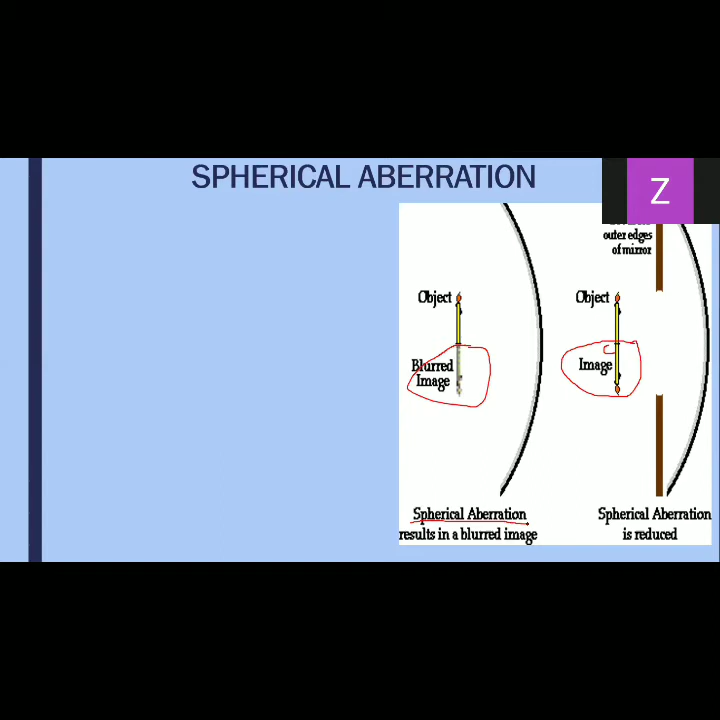 SPHERICAL ABERRATION
Z
outer edges
of mirror
Object
Object
Blurred
Image
Image
C
Spherical Aberration
results in a blurred image
Spherical Aberration
is reduced